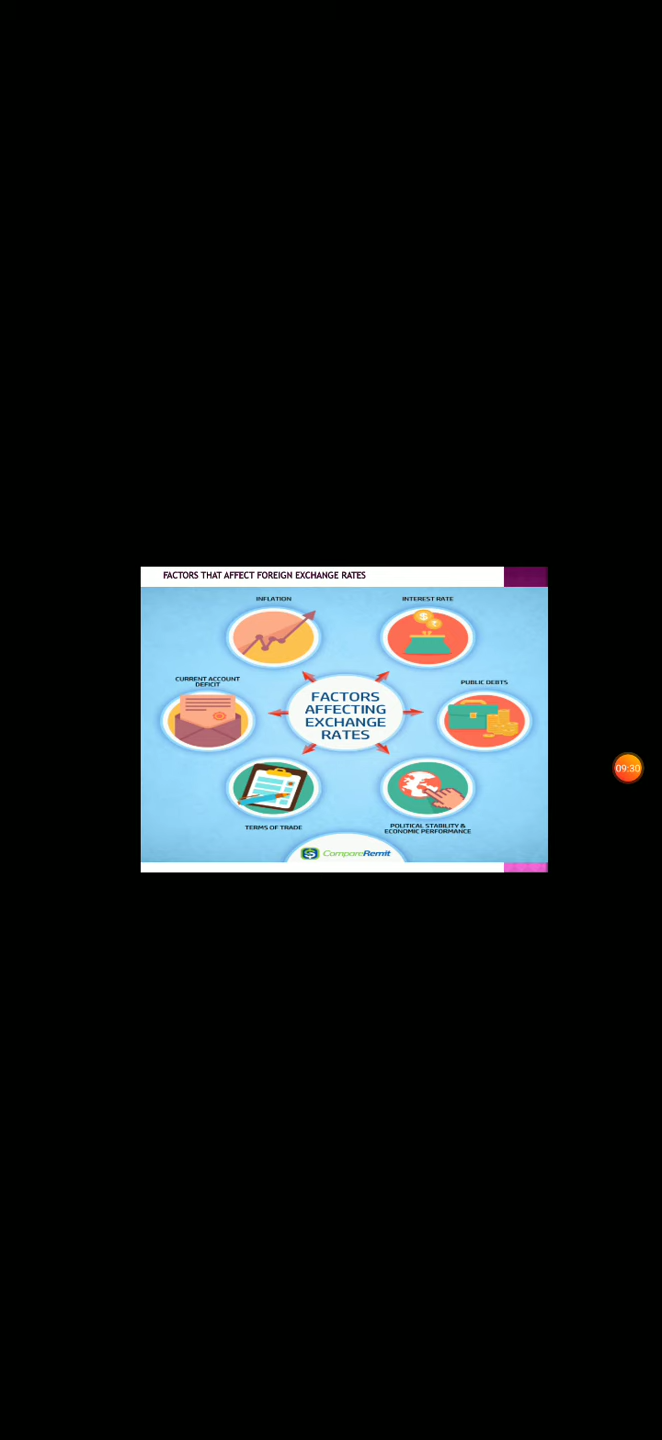 FACTORS THAT AFFECT FOREIGN EXCHANGE RATES
INFLATION
INTEREST RATE
CURRENT ACCOUNT
DEFICIT
PUBLIC DEBTS
FACTORS
AFFECTING
EXCHANGE
RATES
09:30
TERMS OF TRADE
POLITICAL STABILITY &
ECONOMIC PERFORMANCE
CompareRemit